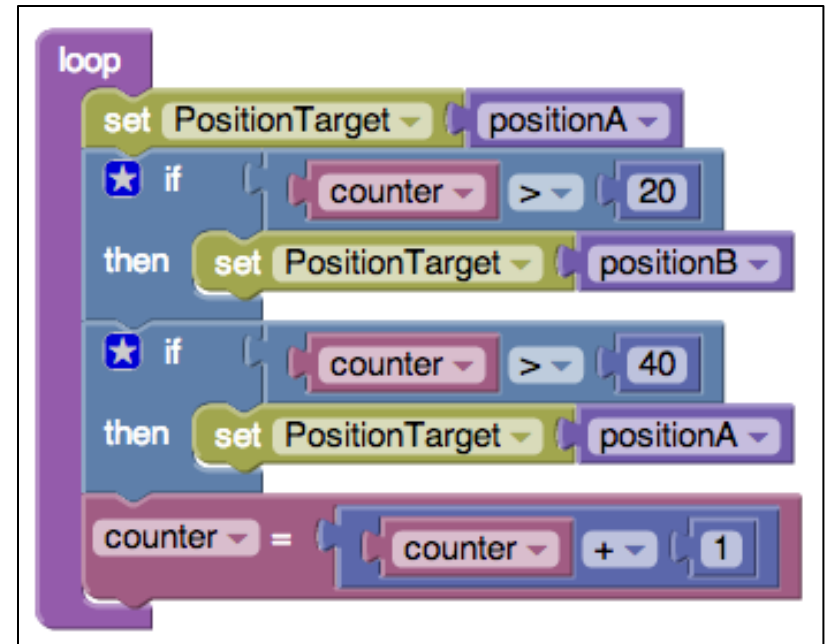 loop
set PositionTarget positionA
if counter > 20
then set PositionTarget positionB
if counter > 40
then set PositionTarget positionA
counter = counter + 1